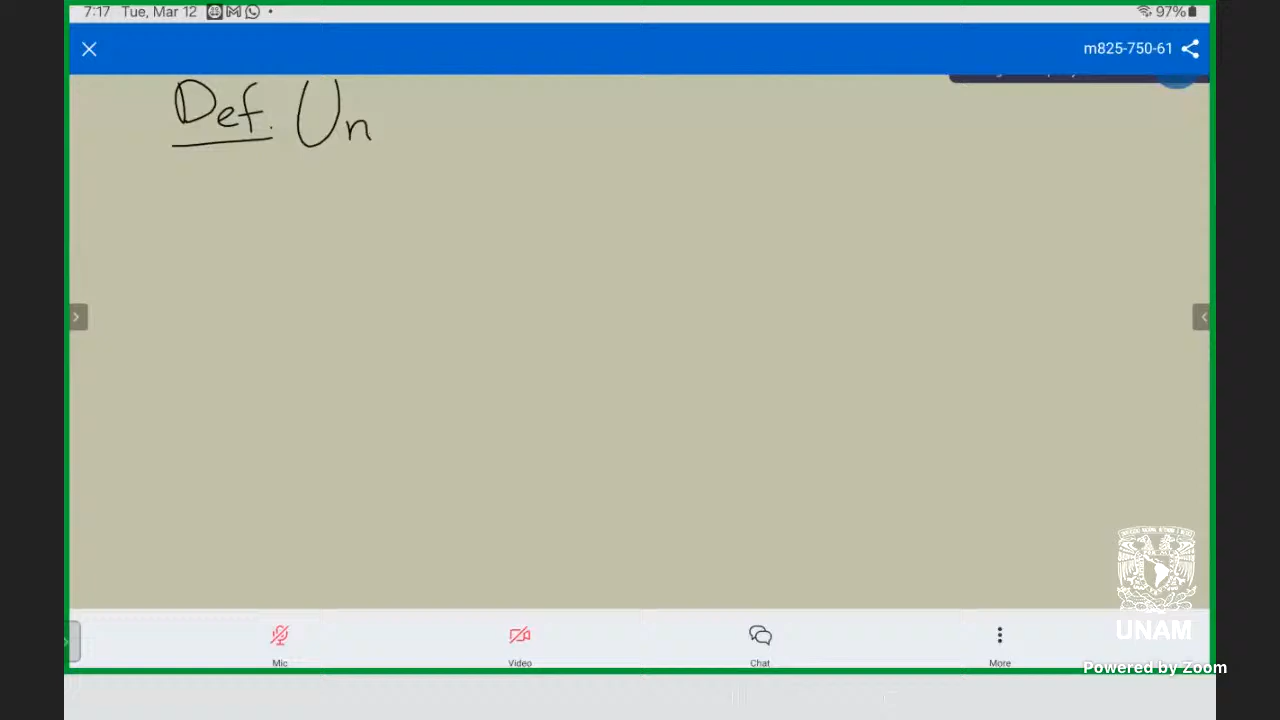 7:17 Tue, Mar 12 97%
m825-750-61
Def. Un
Mic Video Chat More
UNAM
Powered by Zoom